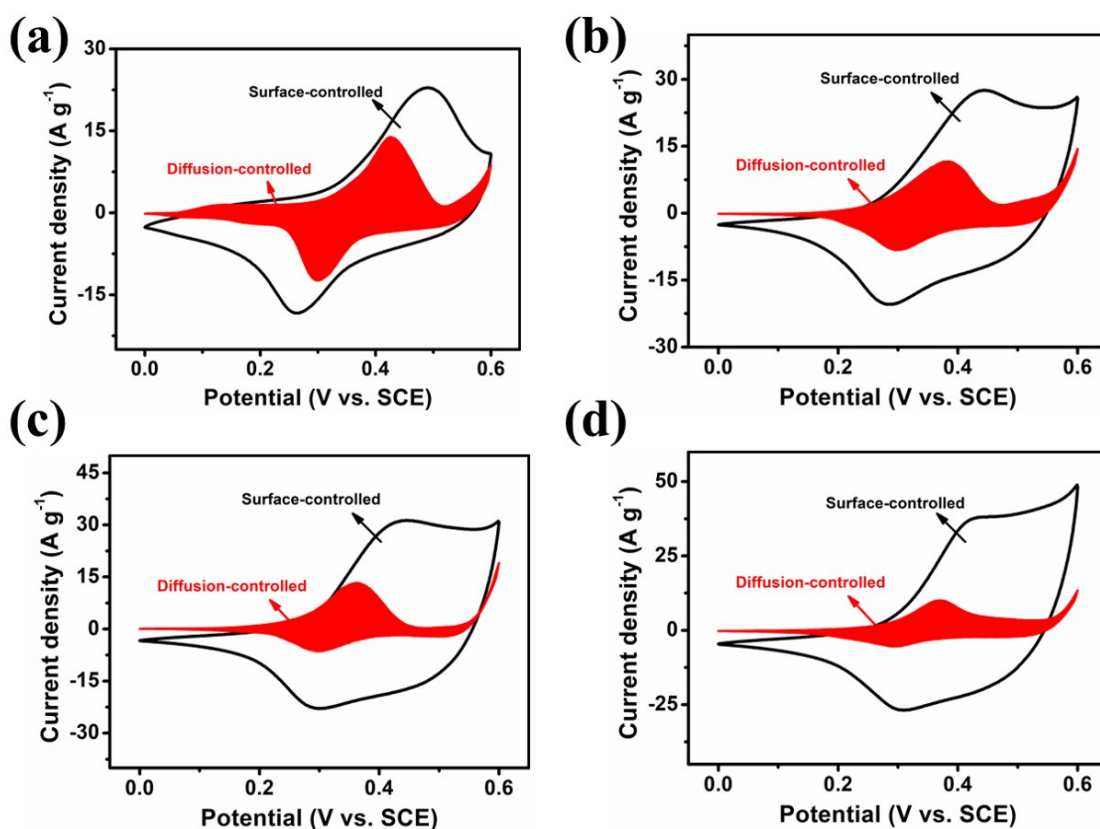 (a)
30
15
0
-15
Current density (A g⁻¹)
Surface-controlled
Diffusion-controlled
0.0 0.2 0.4 0.6
Potential (V vs. SCE)
(b)
30
15
0
-15
-30
Current density (A g⁻¹)
Surface-controlled
Diffusion-controlled
0.0 0.2 0.4 0.6
Potential (V vs. SCE)
(c)
45
30
15
0
-15
-30
Current density (A g⁻¹)
Surface-controlled
Diffusion-controlled
0.0 0.2 0.4 0.6
Potential (V vs. SCE)
(d)
50
25
0
-25
Current density (A g⁻¹)
Surface-controlled
Diffusion-controlled
0.0 0.2 0.4 0.6
Potential (V vs. SCE)